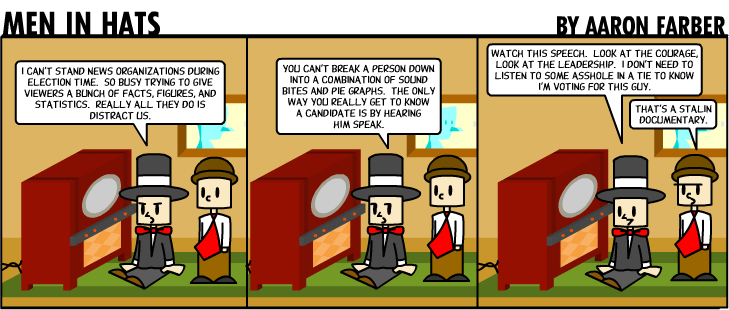 MEN IN HATS
BY AARON FARBER
I CAN'T STAND NEWS ORGANIZATIONS DURING
ELECTION TIME. SO BUSY TRYING TO GIVE
VIEWERS A BUNCH OF FACTS, FIGURES, AND
STATISTICS. REALLY ALL THEY DO IS
DISTRACT US.
YOU CAN'T BREAK A PERSON DOWN
INTO A COMBINATION OF SOUND
BITES AND PIE GRAPHS. THE ONLY
WAY YOU REALLY GET TO KNOW
A CANDIDATE IS BY HEARING
HIM SPEAK.
WATCH THIS SPEECH. LOOK AT THE COURAGE,
LOOK AT THE LEADERSHIP. I DON'T NEED TO
LISTEN TO SOME ASSHOLE IN A TIE TO KNOW
I'M VOTING FOR THIS GUY.
THAT'S A STALIN
DOCUMENTARY.